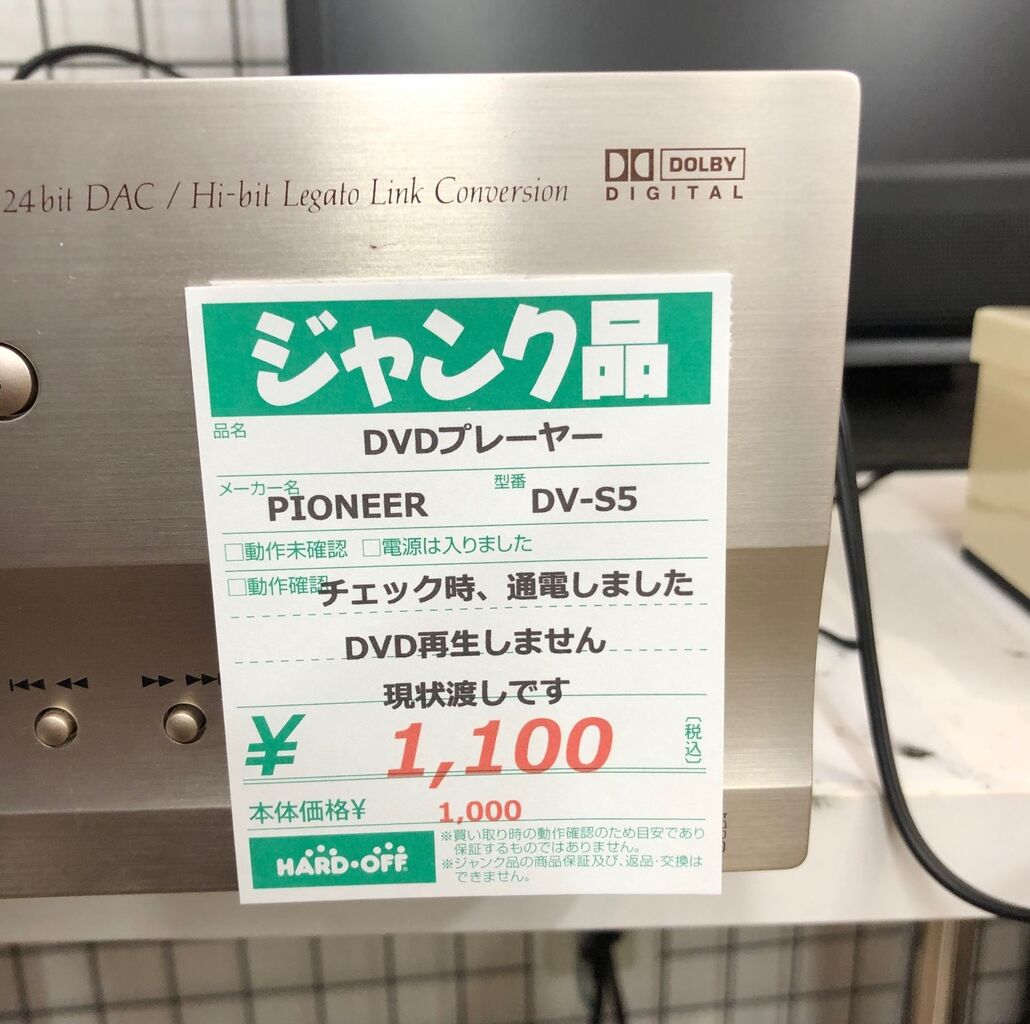 24bit DAC / Hi-bit Legato Link Conversion
DOLBY
DIGITAL
ジャンク品
品名
DVDプレーヤー
メーカー名 PIONEER 型番 DV-S5
□動作未確認 □電源は入りました
□動作確認 チェック時、通電しました
DVD再生しません
現状渡しです
¥ 1,100 〔税込〕
本体価格¥ 1,000
HARD・OFF
※買い取り時の動作確認のため目安であり
保証するものではありません。
※ジャンク品の商品保証及び、返品・交換は
できません。